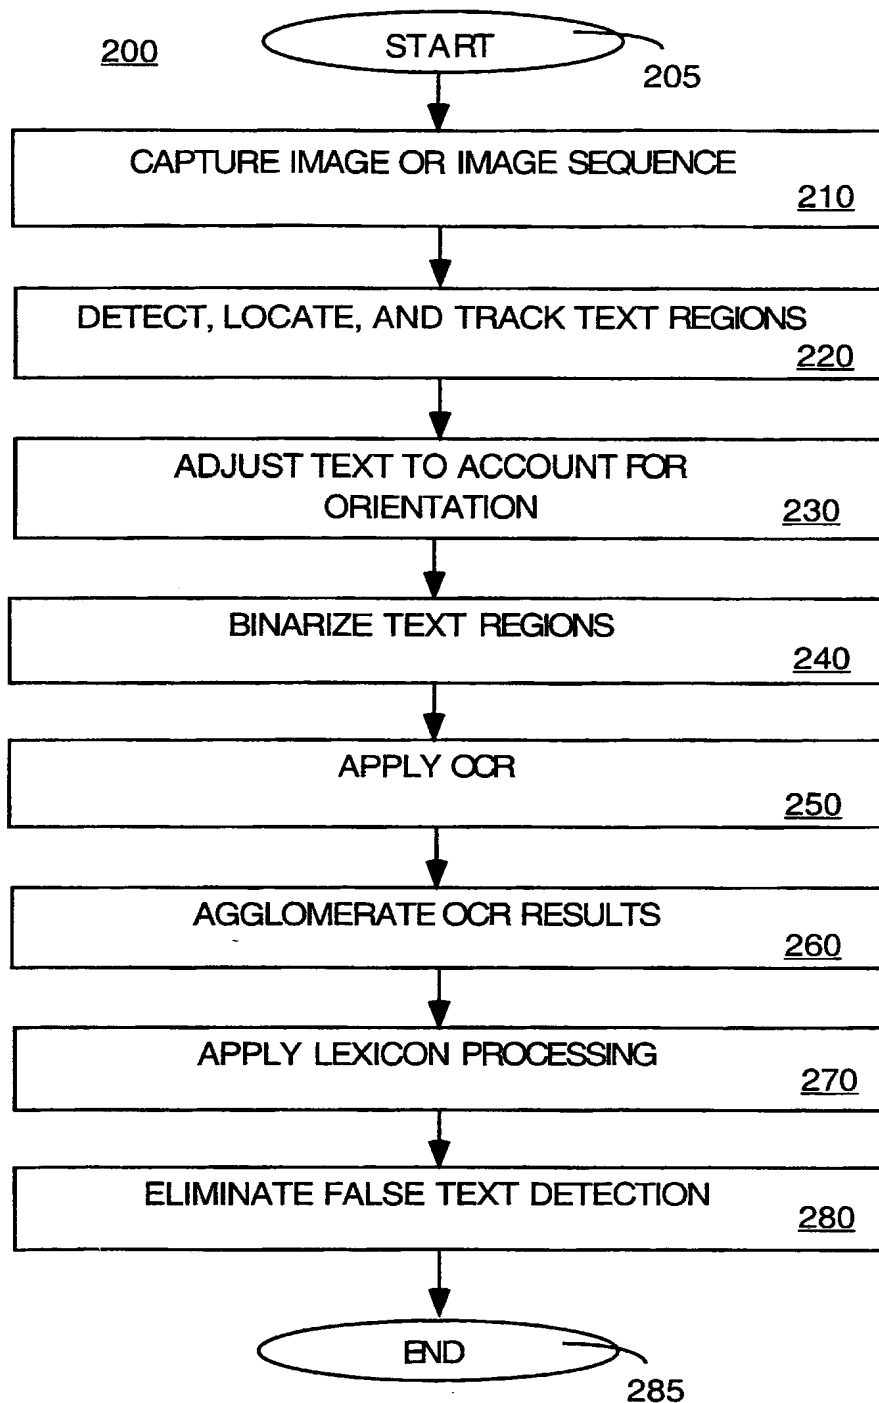 200
START
205
CAPTURE IMAGE OR IMAGE SEQUENCE
210
DETECT, LOCATE, AND TRACK TEXT REGIONS
220
ADJUST TEXT TO ACCOUNT FOR
ORIENTATION
230
BINARIZE TEXT REGIONS
240
APPLY OCR
250
AGGLOMERATE OCR RESULTS
260
APPLY LEXICON PROCESSING
270
ELIMINATE FALSE TEXT DETECTION
280
END
285